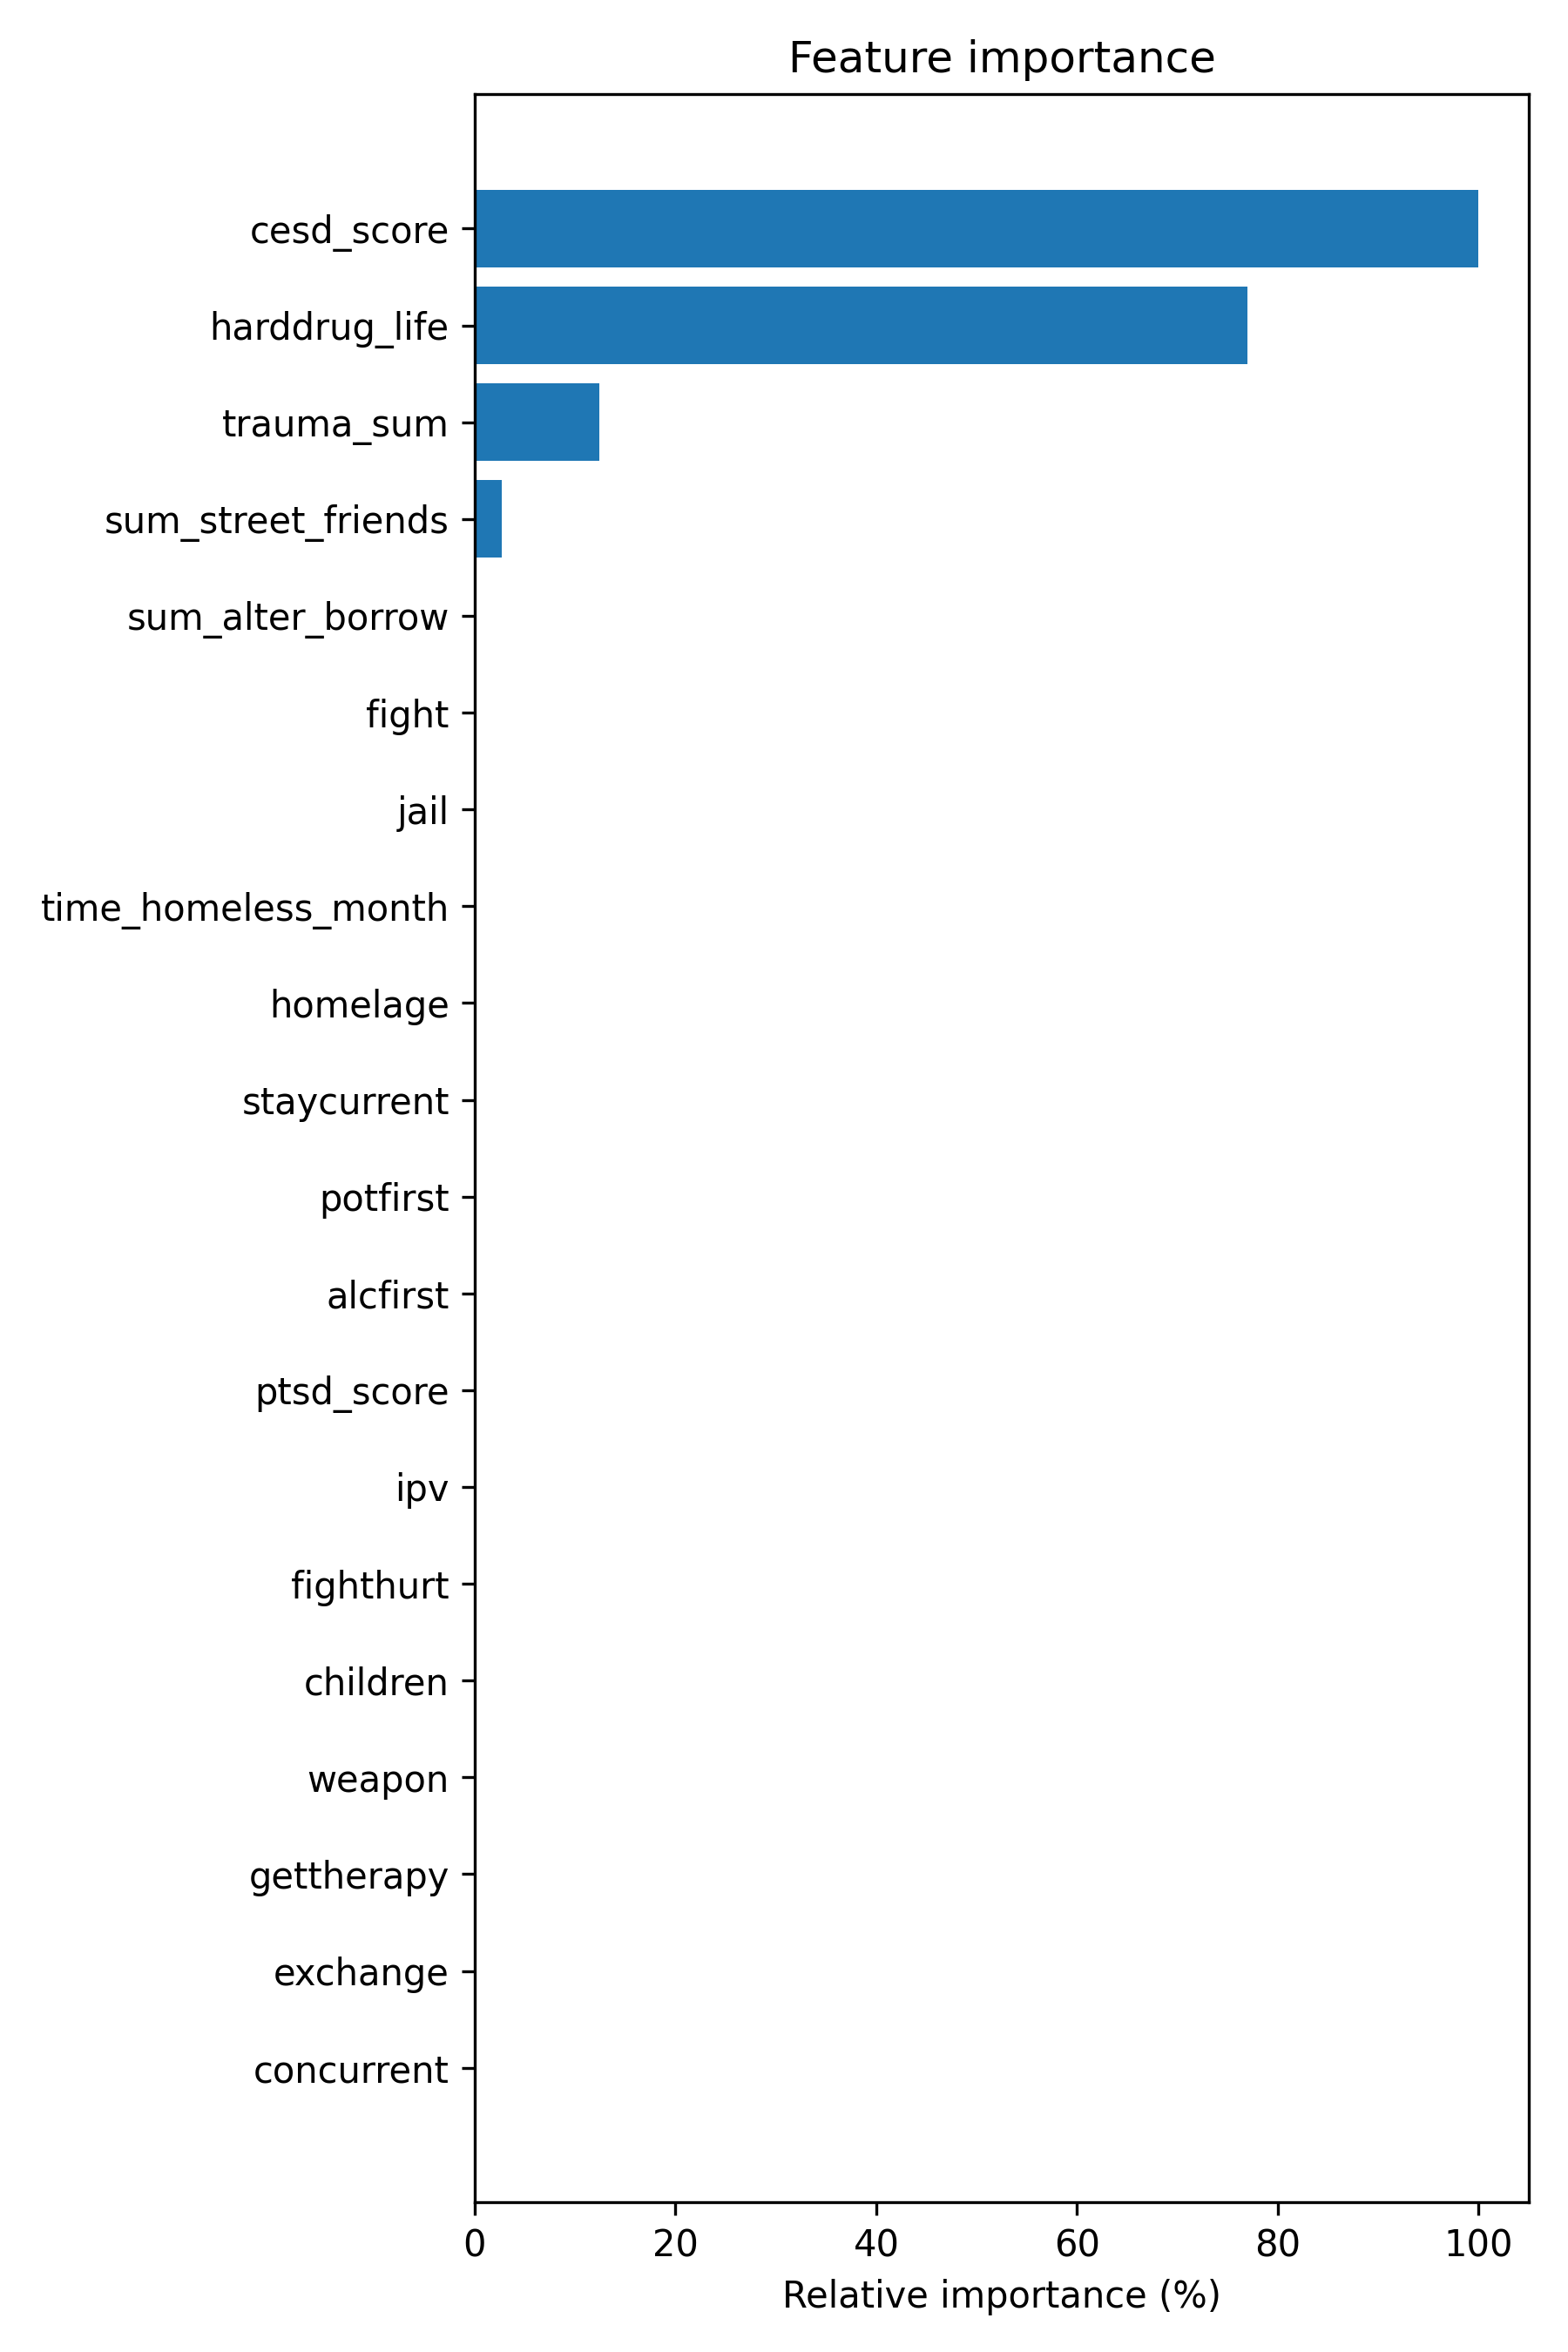 Feature importance
cesd_score
harddrug_life
trauma_sum
sum_street_friends
sum_alter_borrow
fight
jail
time_homeless_month
homelage
staycurrent
potfirst
alcfirst
ptsd_score
ipv
fighthurt
children
weapon
gettherapy
exchange
concurrent
0 20 40 60 80 100
Relative importance (%)